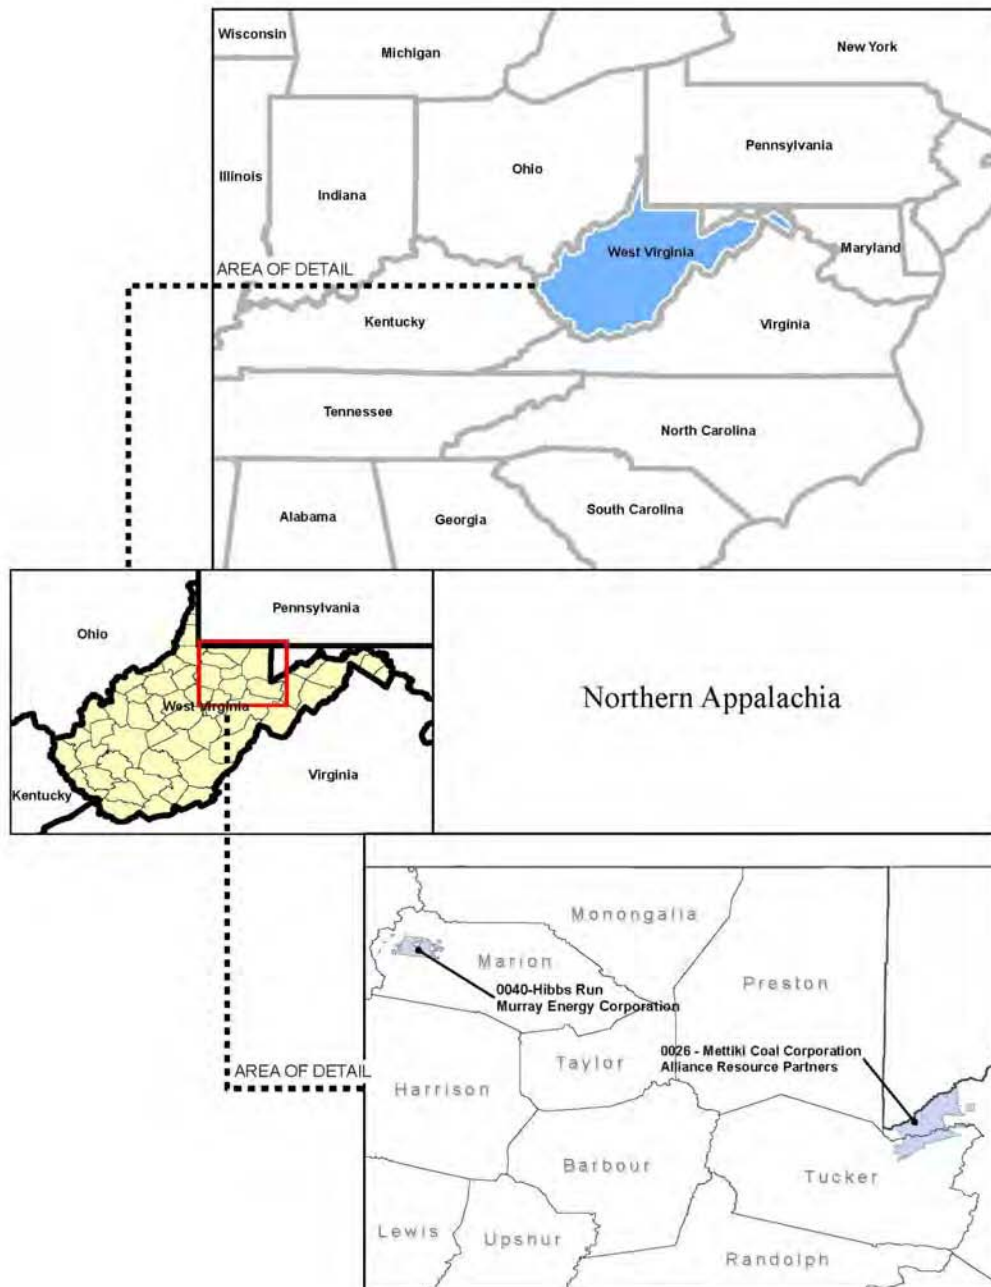 Wisconsin
Michigan
New York
Pennsylvania
Ohio
Illinois
Indiana
West Virginia
Maryland
AREA OF DETAIL
Kentucky
Virginia
Tennessee
North Carolina
South Carolina
Alabama
Georgia
Pennsylvania
Ohio
West Virginia
Virginia
Kentucky
Northern Appalachia
Monongalia
Marion
Preston
0040-Hibbs Run
Murray Energy Corporation
0026 - Mettiki Coal Corporation
Alliance Resource Partners
Taylor
AREA OF DETAIL
Harrison
Barbour
Tucker
Lewis
Upshur
Randolph